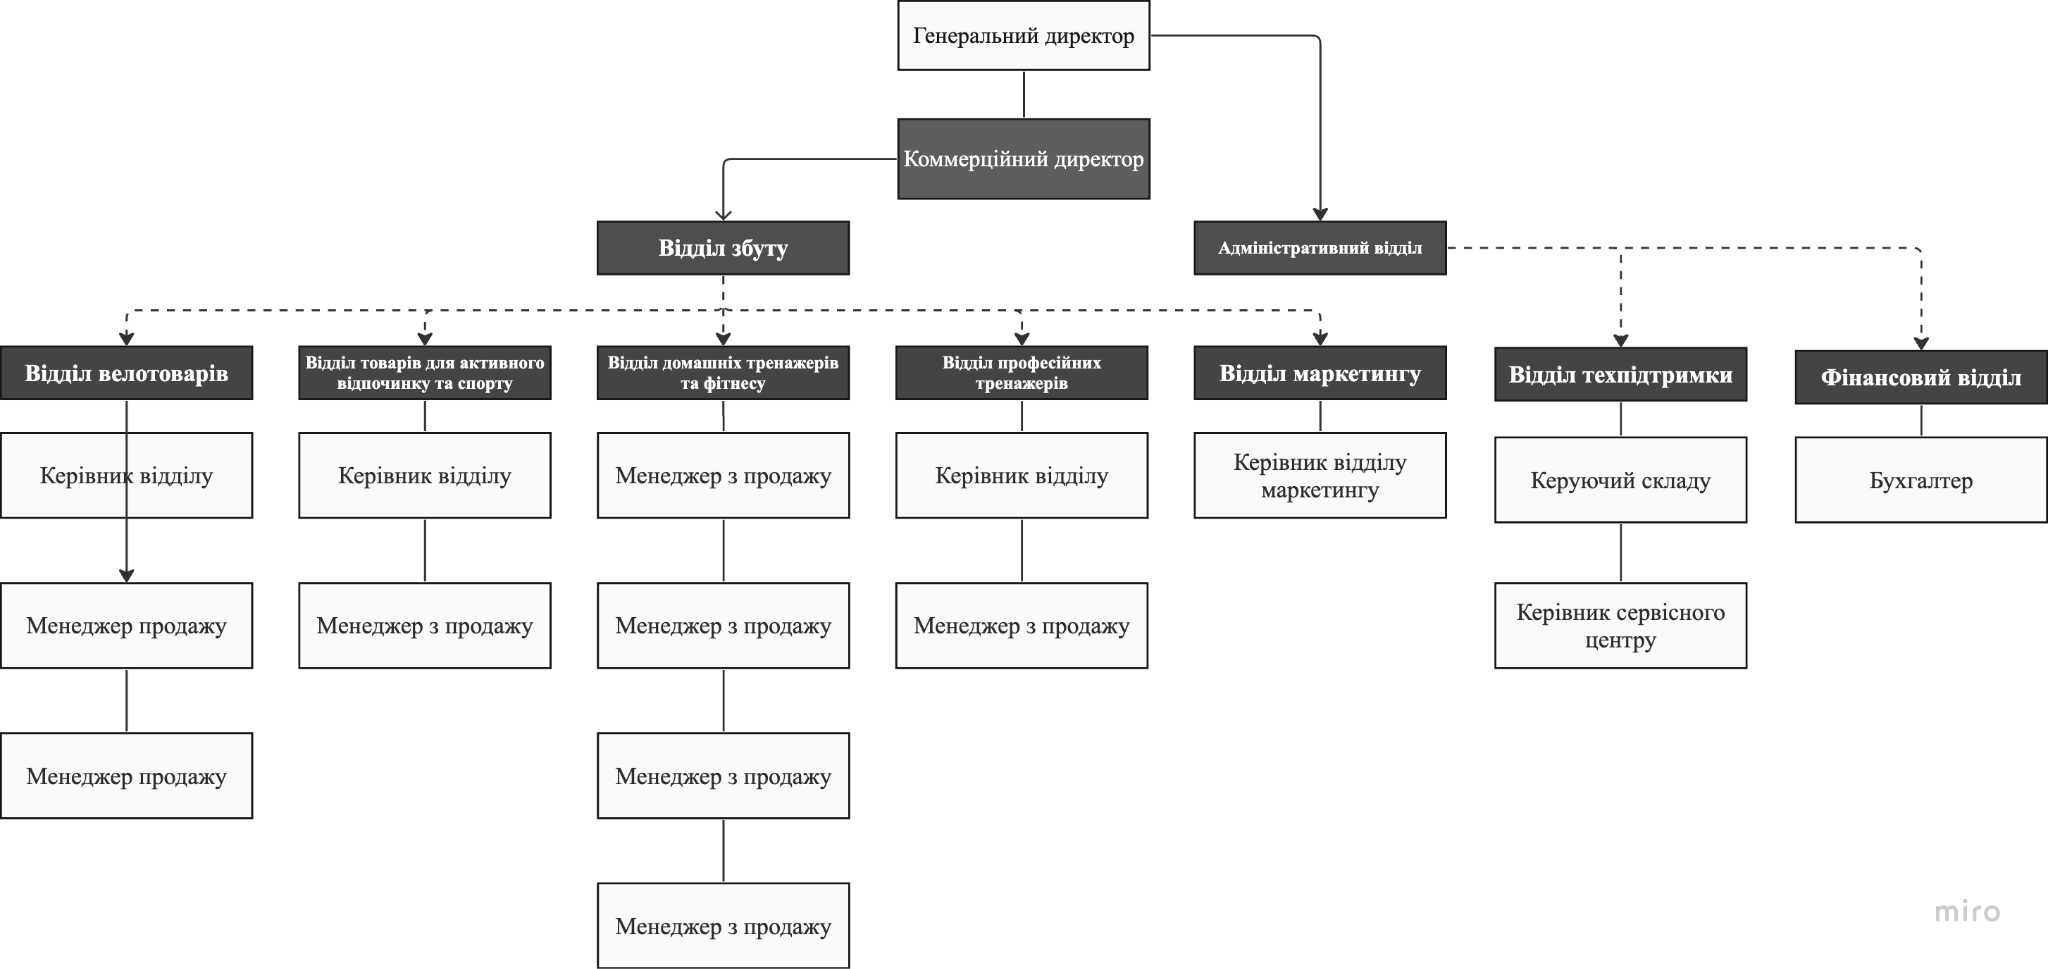 Генеральний директор
Коммерційний директор
Відділ збуту
Адміністративний відділ
Відділ велотоварів
Відділ товарів для активного
відпочинку та спорту
Відділ домашніх тренажерів
та фітнесу
Відділ професійних
тренажерів
Відділ маркетингу
Відділ техпідтримки
Фінансовий відділ
Керівник відділу
Керівник відділу
Менеджер з продажу
Керівник відділу
Керівник відділу
маркетингу
Керуючий складу
Бухгалтер
Менеджер продажу
Менеджер з продажу
Менеджер з продажу
Менеджер з продажу
Керівник сервісного
центру
Менеджер продажу
Менеджер з продажу
Менеджер з продажу
miro